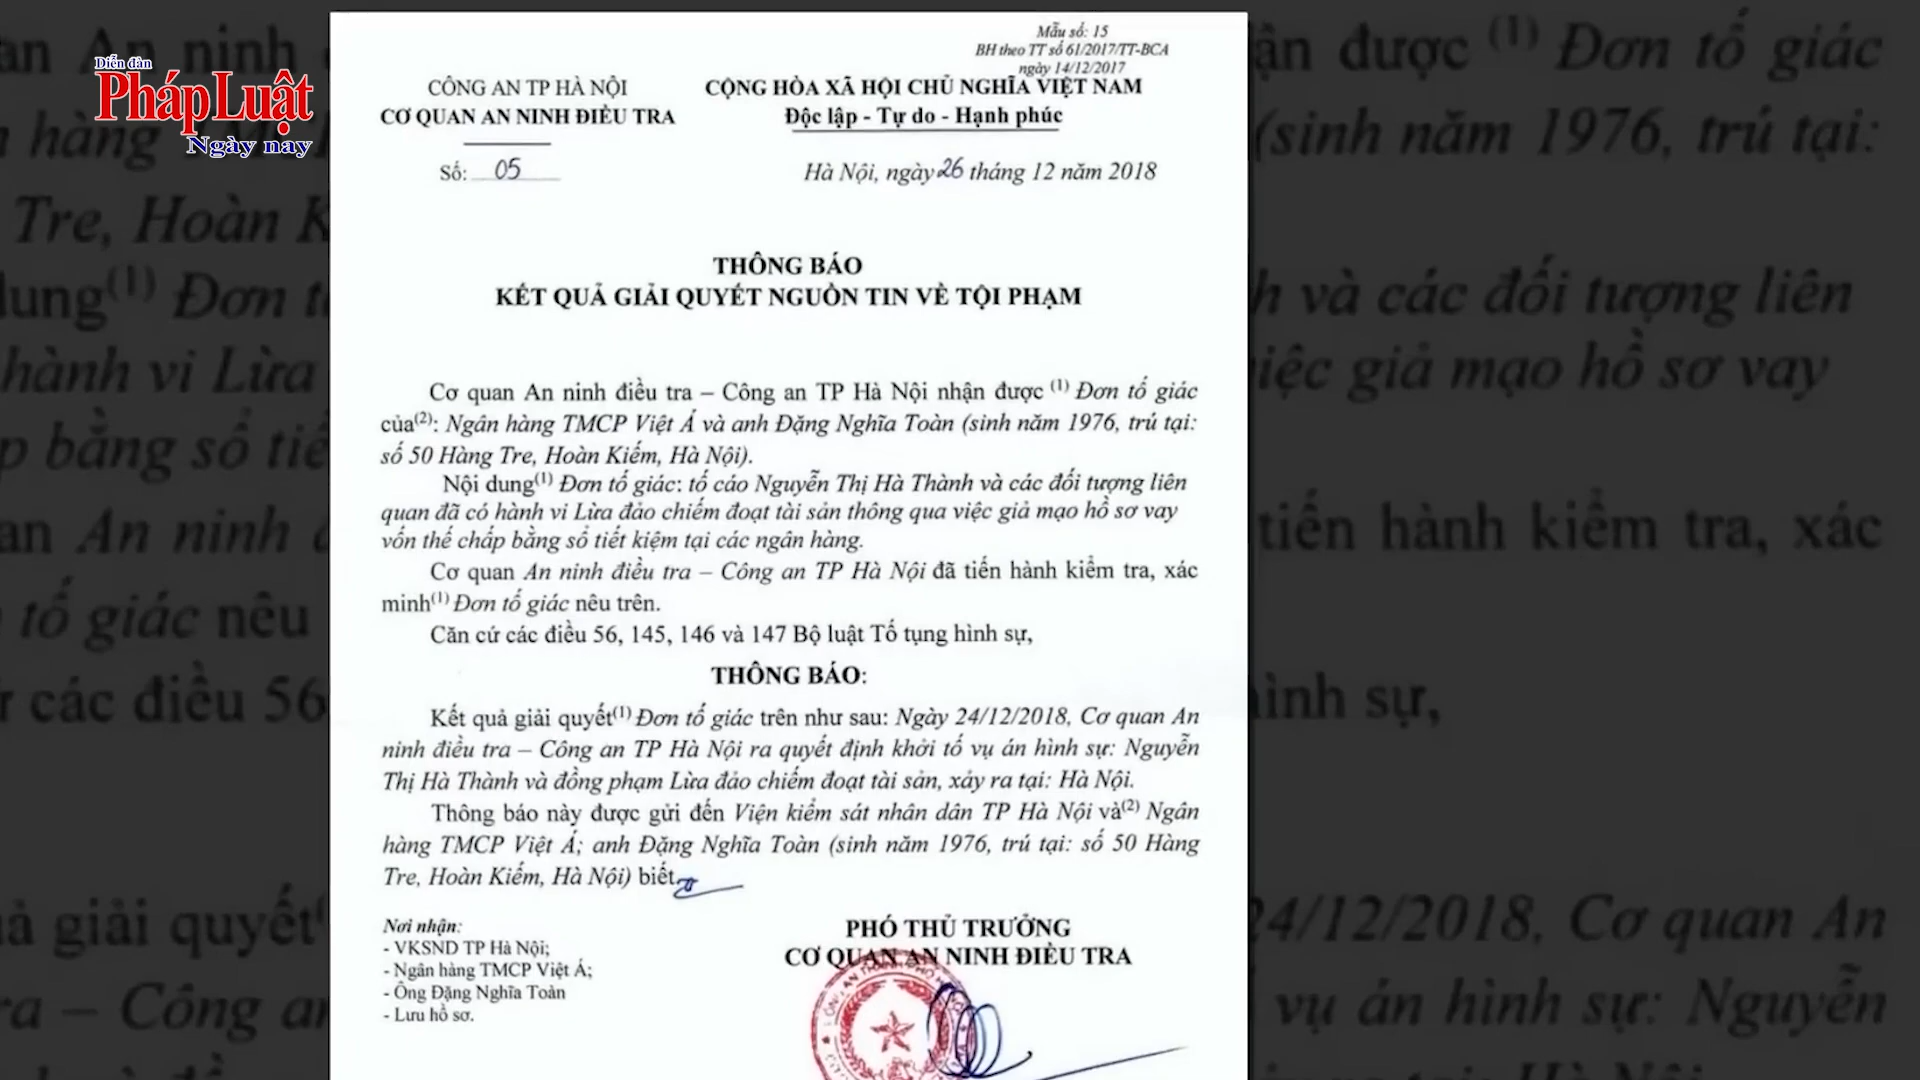 Diễn đàn
Pháp Luật
Ngày nay
Mẫu số: 15
BH theo TT số 61/2017/TT-BCA
ngày 14/12/2017
CÔNG AN TP HÀ NỘI
CƠ QUAN AN NINH ĐIỀU TRA
CỘNG HÒA XÃ HỘI CHỦ NGHĨA VIỆT NAM
Độc lập - Tự do - Hạnh phúc
Số: 05
Hà Nội, ngày 26 tháng 12 năm 2018
THÔNG BÁO
KẾT QUẢ GIẢI QUYẾT NGUỒN TIN VỀ TỘI PHẠM
Cơ quan An ninh điều tra – Công an TP Hà Nội nhận được (1) Đơn tố giác
của(2): Ngân hàng TMCP Việt Á và anh Đặng Nghĩa Toàn (sinh năm 1976, trú tại:
số 50 Hàng Tre, Hoàn Kiếm, Hà Nội).
Nội dung(1) Đơn tố giác: tố cáo Nguyễn Thị Hà Thành và các đối tượng liên
quan đã có hành vi Lừa đảo chiếm đoạt tài sản thông qua việc giả mạo hồ sơ vay
vốn thế chấp bằng sổ tiết kiệm tại các ngân hàng.
Cơ quan An ninh điều tra – Công an TP Hà Nội đã tiến hành kiểm tra, xác
minh(1) Đơn tố giác nêu trên.
Căn cứ các điều 56, 145, 146 và 147 Bộ luật Tố tụng hình sự,
THÔNG BÁO:
Kết quả giải quyết(1) Đơn tố giác trên như sau: Ngày 24/12/2018, Cơ quan An
ninh điều tra – Công an TP Hà Nội ra quyết định khởi tố vụ án hình sự: Nguyễn
Thị Hà Thành và đồng phạm Lừa đảo chiếm đoạt tài sản, xảy ra tại: Hà Nội.
Thông báo này được gửi đến Viện kiểm sát nhân dân TP Hà Nội và(2) Ngân
hàng TMCP Việt Á; anh Đặng Nghĩa Toàn (sinh năm 1976, trú tại: số 50 Hàng
Tre, Hoàn Kiếm, Hà Nội) biết.
Nơi nhận:
- VKSND TP Hà Nội;
- Ngân hàng TMCP Việt Á;
- Ông Đặng Nghĩa Toàn
- Lưu hồ sơ.
PHÓ THỦ TRƯỞNG
CƠ QUAN AN NINH ĐIỀU TRA